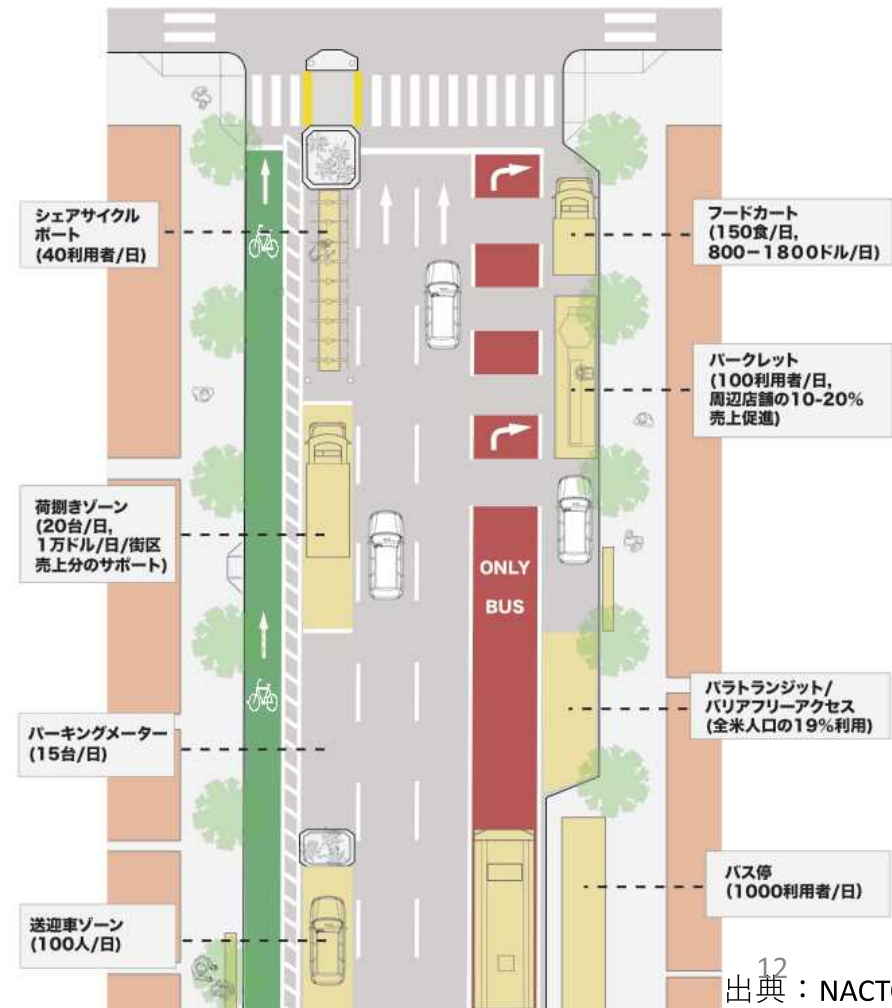 シェアサイクル
ポート
(40利用者/日)
荷捌きゾーン
(20台/日,
1万ドル/日/街区
売上分のサポート)
パーキングメーター
(15台/日)
送迎車ゾーン
(100人/日)
ONLY
BUS
フードカート
(150食/日,
800－1800ドル/日)
パークレット
(100利用者/日,
周辺店舗の10-20%
売上促進)
パラトランジット/
バリアフリーアクセス
(全米人口の19%利用)
バス停
(1000利用者/日)
12
出典：NACT